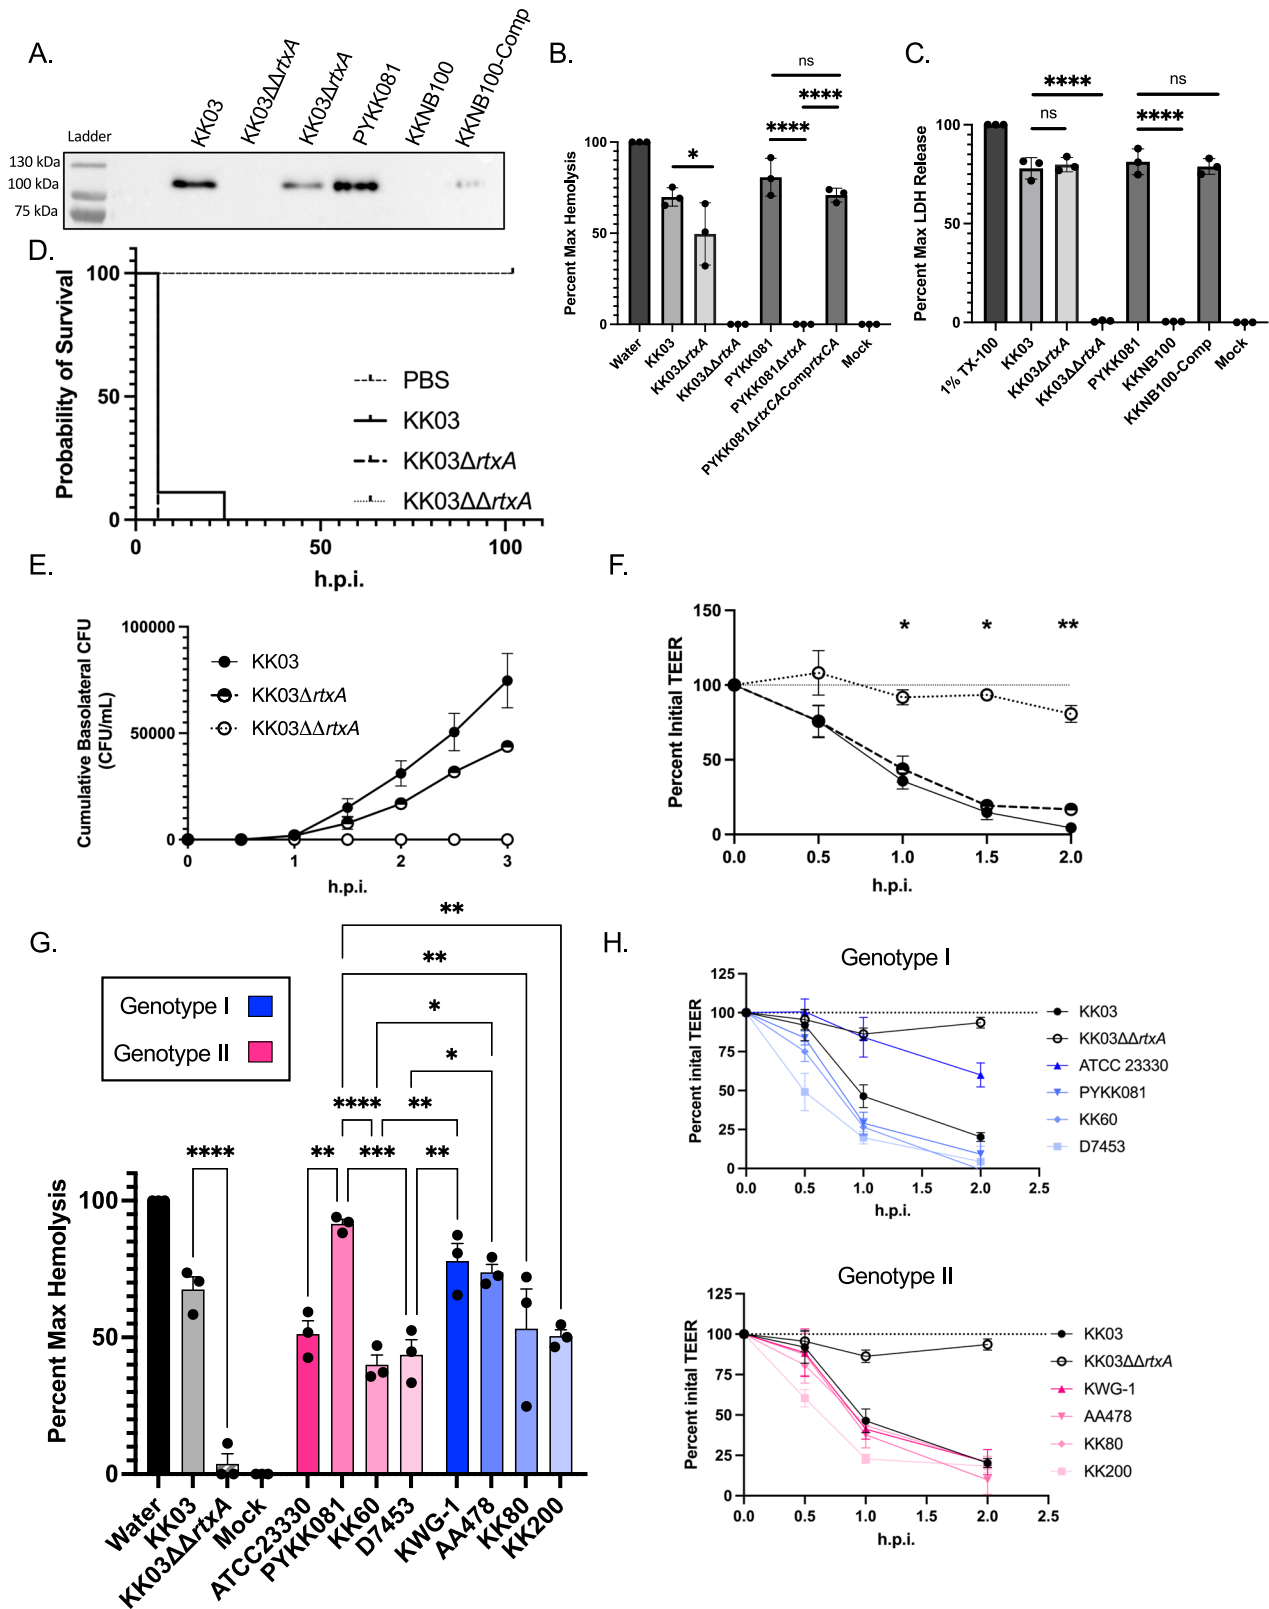 A.
KK03
KK03ΔΔrtxA
KK03ΔrtxA
PYKK081
KKNB100
KKNB100-Comp
Ladder
130 kDa
100 kDa
75 kDa
B.
Percent Max Hemolysis
100
50
0
*
****
****
ns
Water
KK03
KK03ΔrtxA
KK03ΔΔrtxA
PYKK081
PYKK081ΔrtxA
PYKK081ΔrtxCAComprtxCA
Mock
C.
Percent Max LDH Release
100
50
0
****
ns
ns
****
1% TX-100
KK03
KK03ΔrtxA
KK03ΔΔrtxA
PYKK081
KKNB100
KKNB100-Comp
Mock
D.
Probability of Survival
100
50
0
0
50
100
h.p.i.
PBS
KK03
KK03ΔrtxA
KK03ΔΔrtxA
E.
Cumulative Basolateral CFU
(CFU/mL)
100000
50000
0
0
1
2
3
h.p.i.
KK03
KK03ΔrtxA
KK03ΔΔrtxA
F.
Percent Initial TEER
150
100
50
0
0.0
0.5
1.0
1.5
2.0
h.p.i.
*
*
**
G.
Genotype I
Genotype II
Percent Max Hemolysis
100
50
0
**
**
*
*
****
**
****
**
***
**
Water
KK03
KK03ΔΔrtxA
Mock
ATCC23330
PYKK081
KK60
D7453
KWG-1
AA478
KK80
KK200
H.
Genotype I
Percent inital TEER
125
100
75
50
25
0
0.0
0.5
1.0
1.5
2.0
2.5
h.p.i.
KK03
KK03ΔΔrtxA
ATCC 23330
PYKK081
KK60
D7453
Genotype II
Percent inital TEER
125
100
75
50
25
0
0.0
0.5
1.0
1.5
2.0
2.5
h.p.i.
KK03
KK03ΔΔrtxA
KWG-1
AA478
KK80
KK200